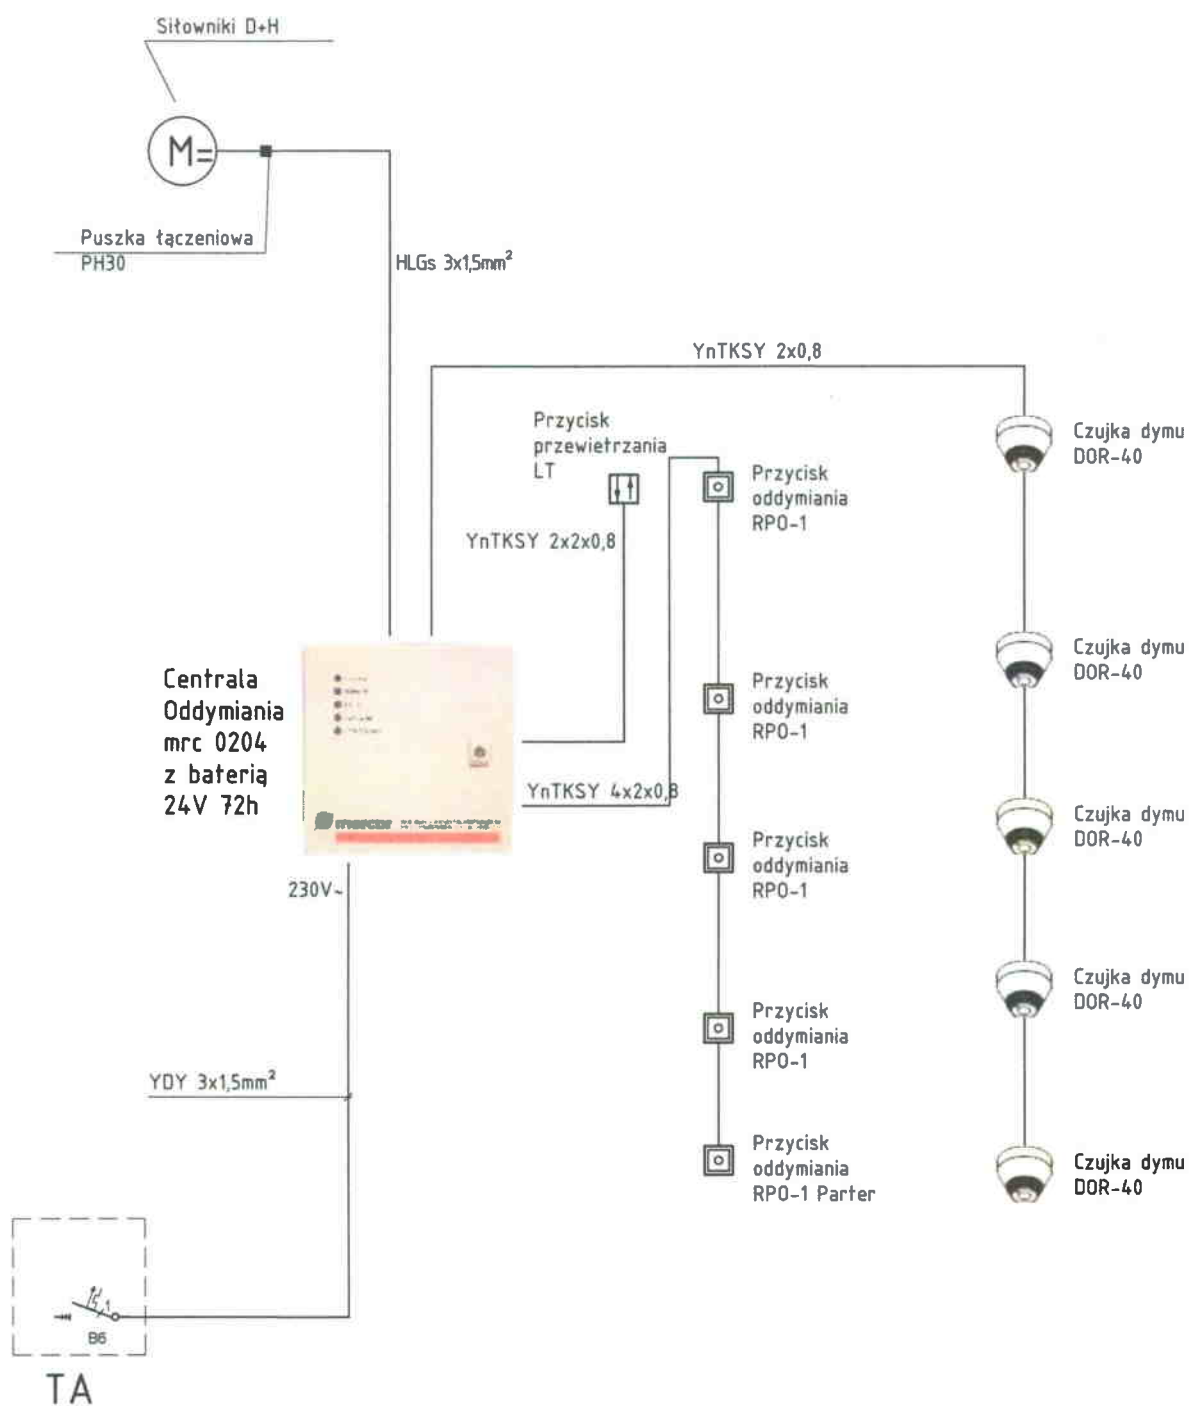 Siłowniki D+H
M=
Puszka łączeniowa
PH30
HLGs 3x1,5mm²
YnTKSY 2x0,8
Przycisk
przewietrzania
LT
YnTKSY 2x2x0,8
Przycisk
oddymiania
RPO-1
Czujka dymu
DOR-40
Centrala
Oddymiania
mrc 0204
z baterią
24V 72h
mercor
YnTKSY 4x2x0,8
Przycisk
oddymiania
RPO-1
Czujka dymu
DOR-40
Przycisk
oddymiania
RPO-1
Czujka dymu
DOR-40
230V~
Przycisk
oddymiania
RPO-1
Czujka dymu
DOR-40
YDY 3x1,5mm²
Przycisk
oddymiania
RPO-1 Parter
Czujka dymu
DOR-40
B6
TA